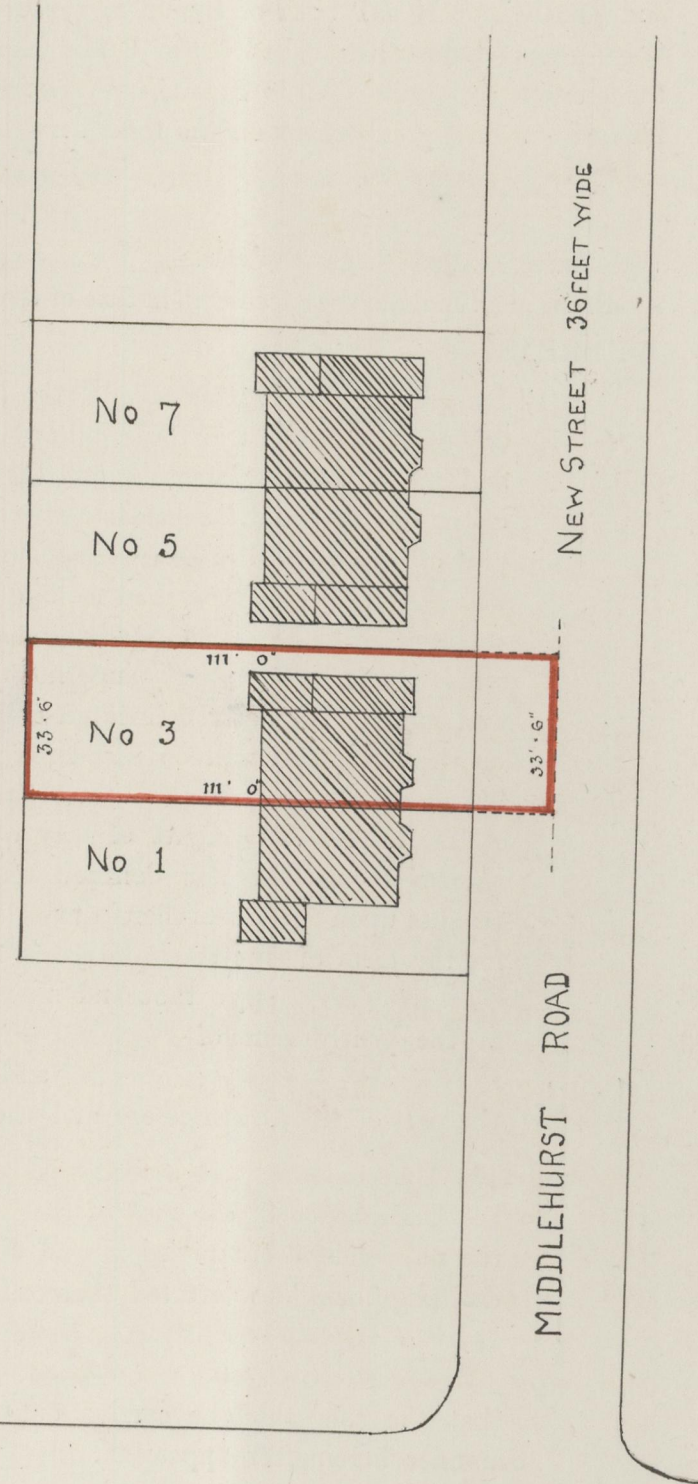 NEW STREET 36 FEET WIDE
No 7
No 5
111' 0"
33·6"
No 3
33'·6"
111' 0"
No 1
MIDDLEHURST ROAD